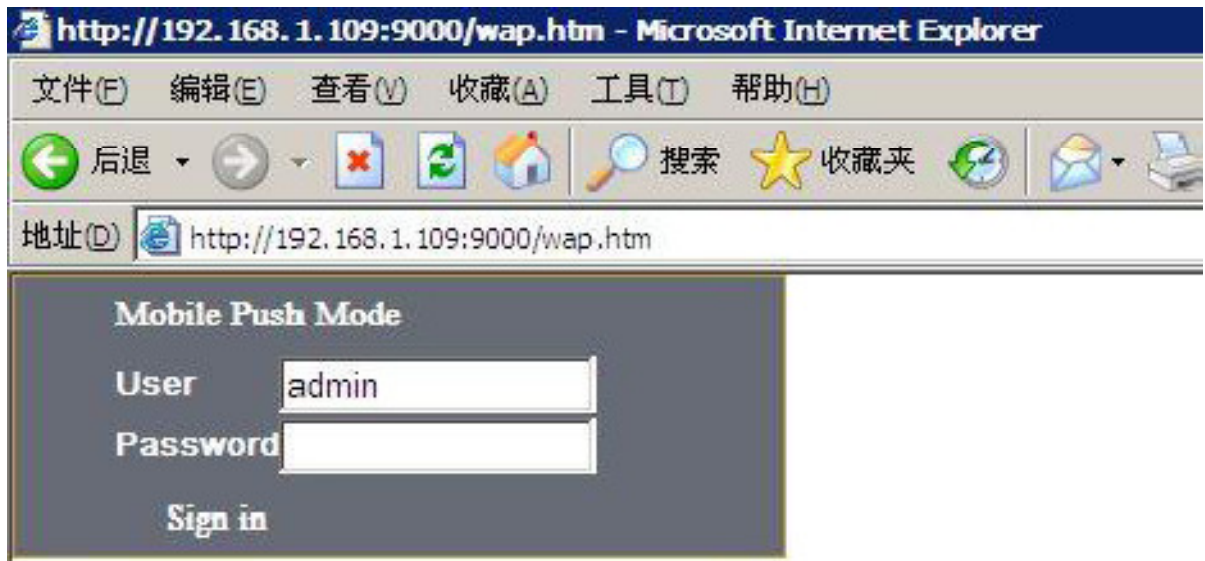 http://192.168.1.109:9000/wap.htm - Microsoft Internet Explorer
文件(F) 编辑(E) 查看(V) 收藏(A) 工具(T) 帮助(H)
后退 搜索 收藏夹
地址(D) http://192.168.1.109:9000/wap.htm
Mobile Push Mode
User admin
Password
Sign in